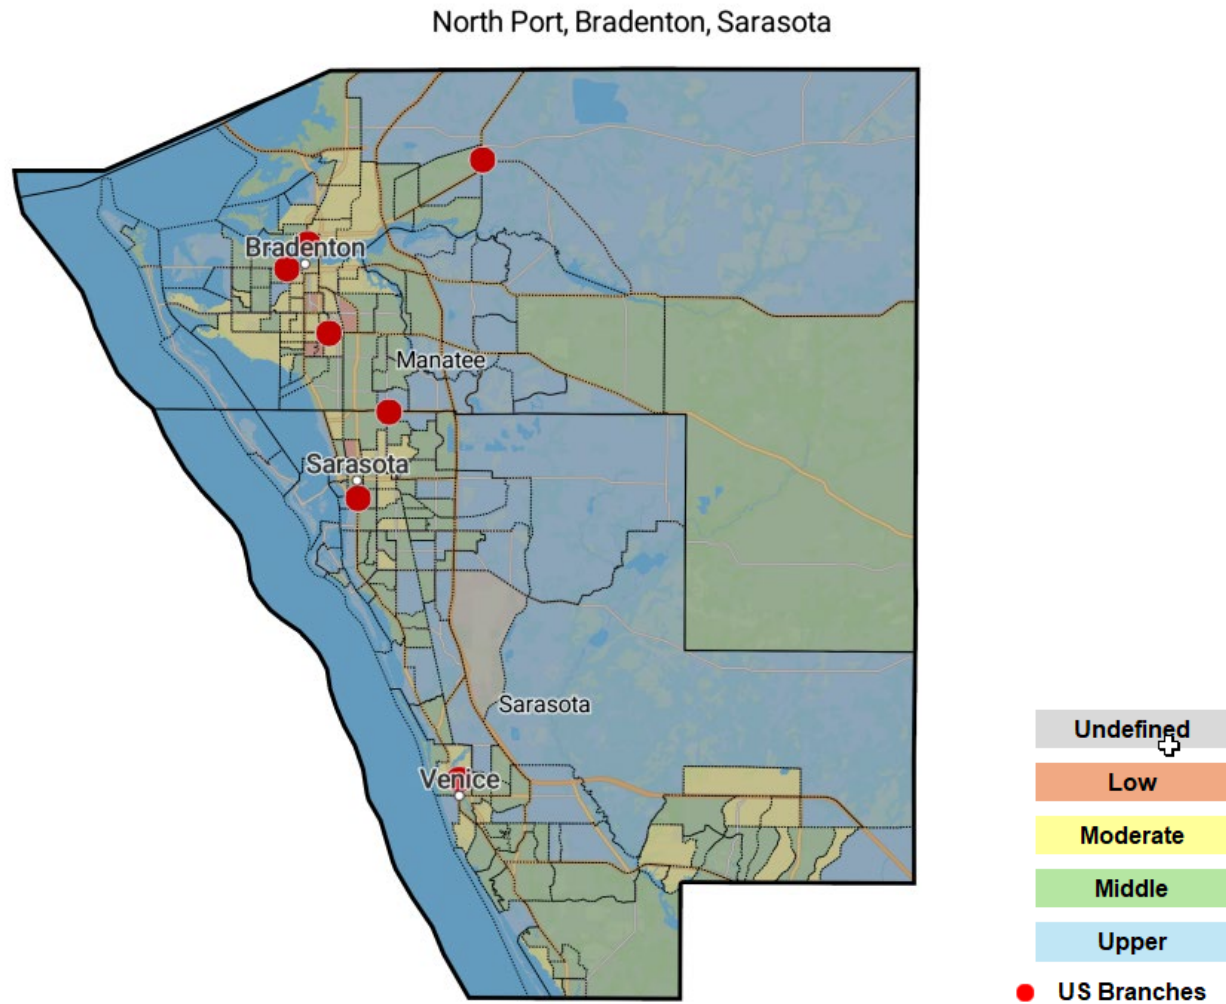 North Port, Bradenton, Sarasota
Bradenton
Manatee
Sarasota
Sarasota
Venice
Undefined
Low
Moderate
Middle
Upper
US Branches